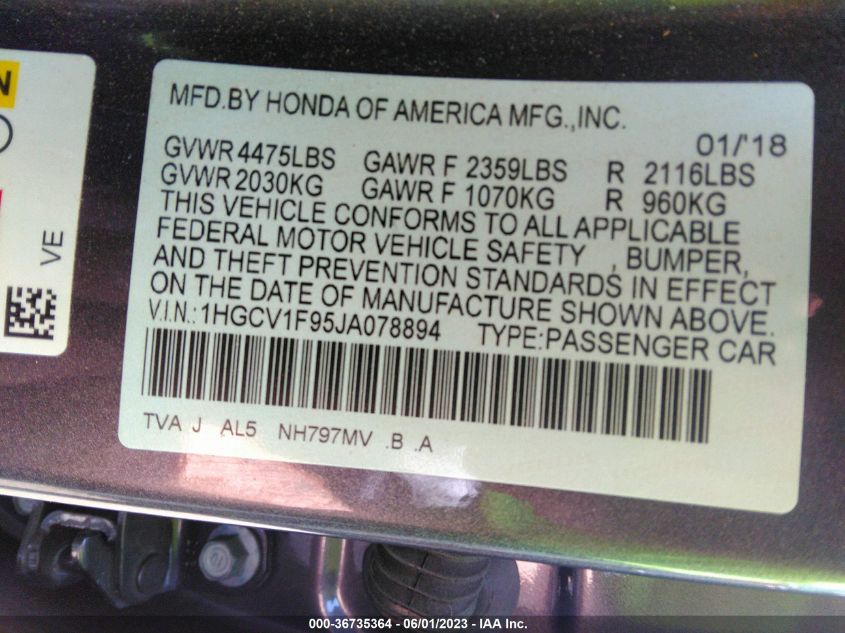 N
VE
MFD.BY HONDA OF AMERICA MFG.,INC.
01/'18
GVWR 4475LBS GAWR F 2359LBS R 2116LBS
GVWR 2030KG GAWR F 1070KG R 960KG
THIS VEHICLE CONFORMS TO ALL APPLICABLE
FEDERAL MOTOR VEHICLE SAFETY , BUMPER,
AND THEFT PREVENTION STANDARDS IN EFFECT
ON THE DATE OF MANUFACTURE SHOWN ABOVE.
V.I.N.:1HGCV1F95JA078894 TYPE:PASSENGER CAR
TVA J AL5 NH797MV .B .A
000-36735364 - 06/01/2023 - IAA Inc.